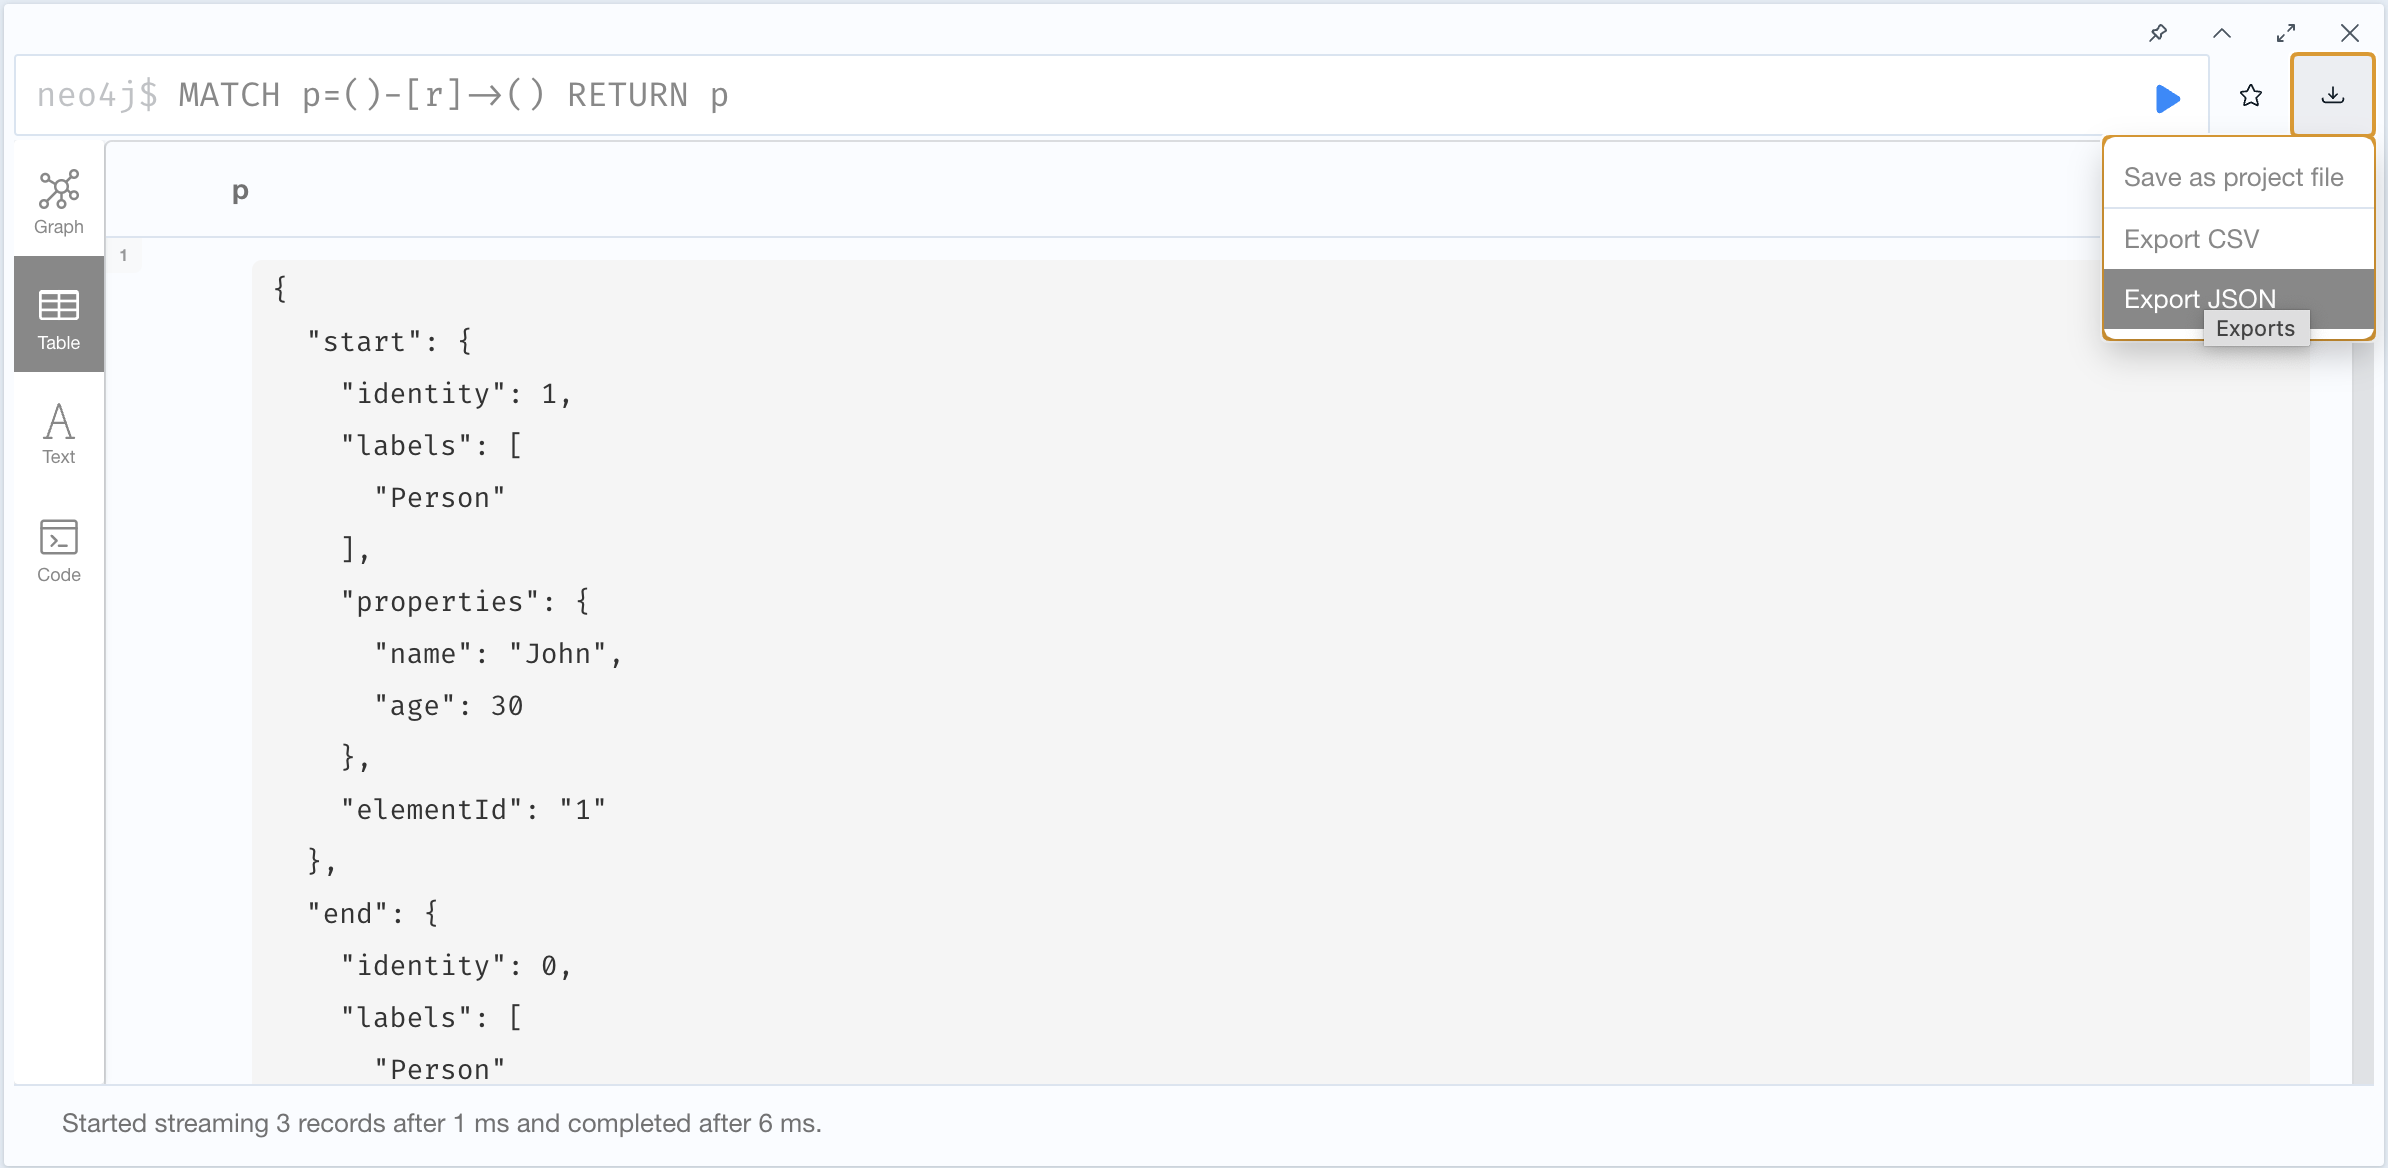 neo4j$ MATCH p=()-[r]->() RETURN p
Save as project file
Export CSV
Export JSON
Exports
Graph
Table
Text
Code
p
1
{
"start": {
"identity": 1,
"labels": [
"Person"
],
"properties": {
"name": "John",
"age": 30
},
"elementId": "1"
},
"end": {
"identity": 0,
"labels": [
"Person"
Started streaming 3 records after 1 ms and completed after 6 ms.